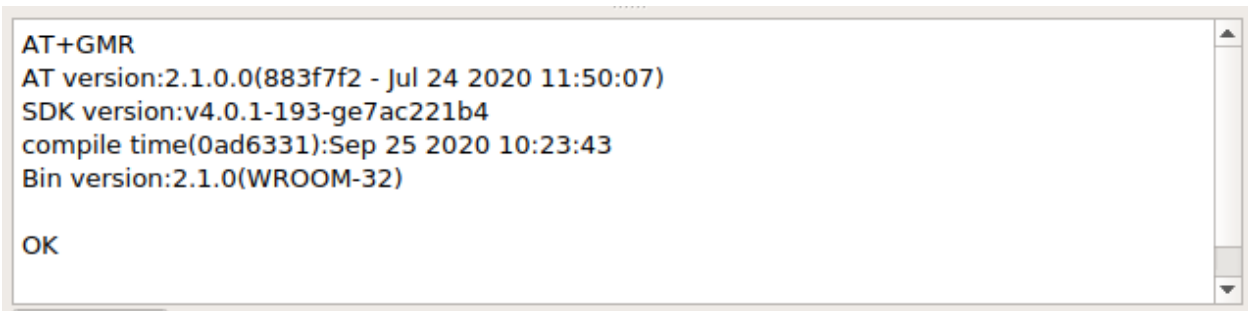 AT+GMR
AT version:2.1.0.0(883f7f2 - Jul 24 2020 11:50:07)
SDK version:v4.0.1-193-ge7ac221b4
compile time(0ad6331):Sep 25 2020 10:23:43
Bin version:2.1.0(WROOM-32)
OK